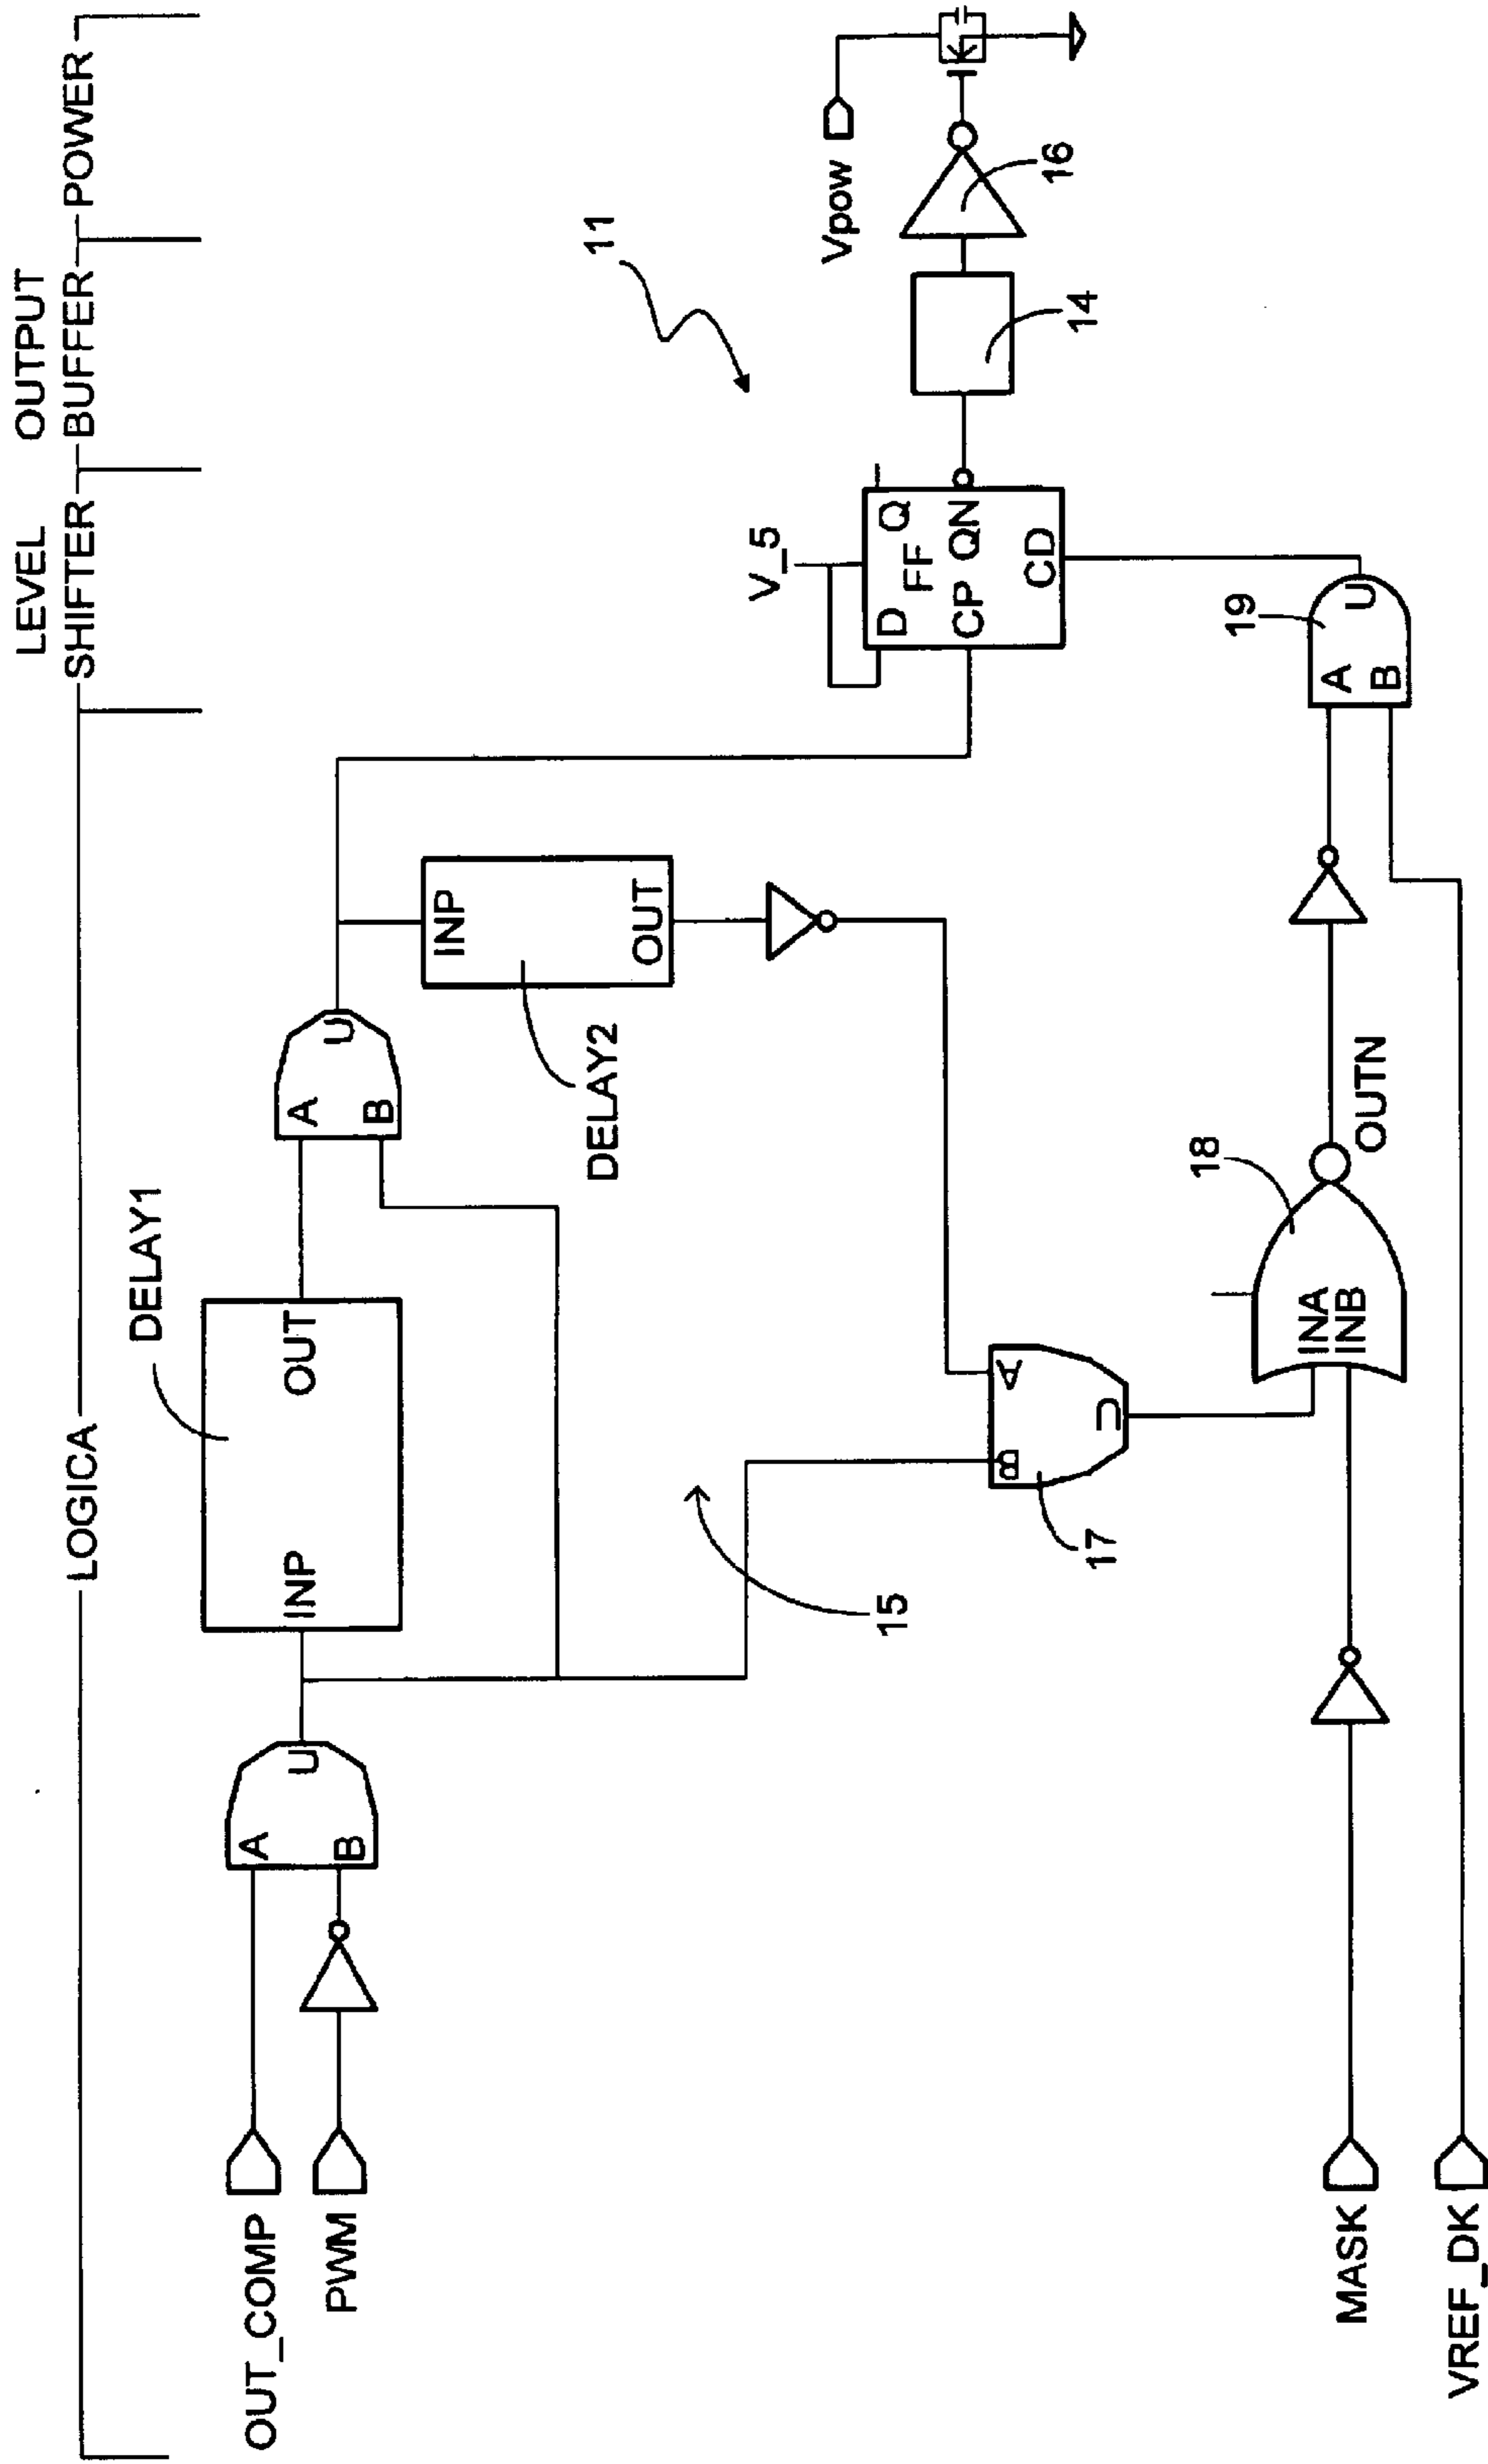 LEVEL OUTPUT
LOGICA SHIFTER BUFFER POWER
DELAY1
INP OUT
OUT_COMP
A
B
U
PWM
A
B
U
INP
OUT
DELAY2
V_5
D Q
FF
CP QN
CD
11
Vpow
14
16
15
B A
U
17
18
INA
INB
OUTN
19
A
B
U
MASK
VREF_DK